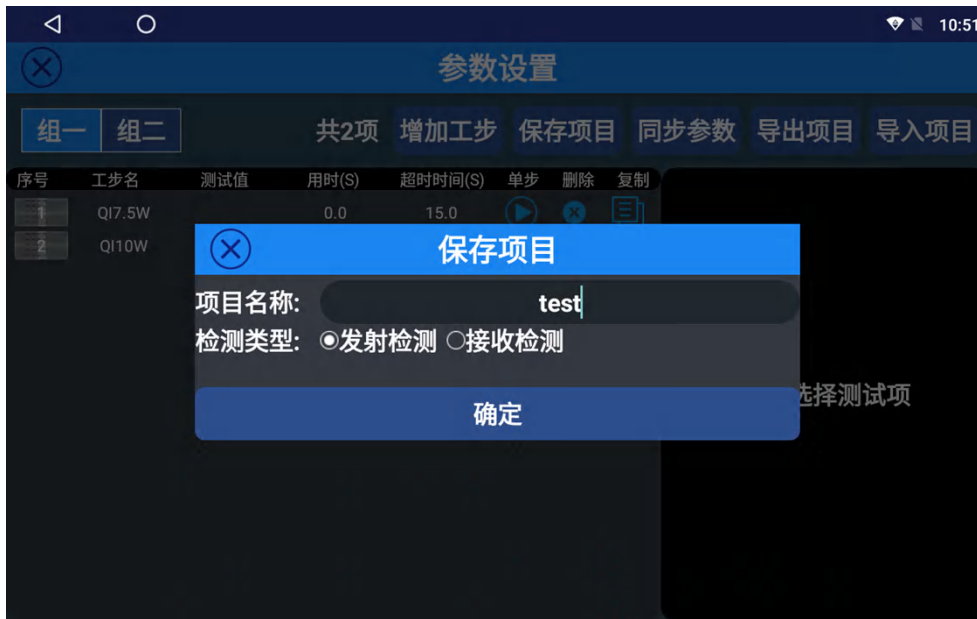 10:51
参数设置
组一 组二 共2项 增加工步 保存项目 同步参数 导出项目 导入项目
序号 工步名 测试值 用时(S) 超时时间(S) 单步 删除 复制
1 QI7.5W 0.0 15.0
2 QI10W
保存项目
项目名称: test
检测类型: 发射检测 接收检测
确定
选择测试项